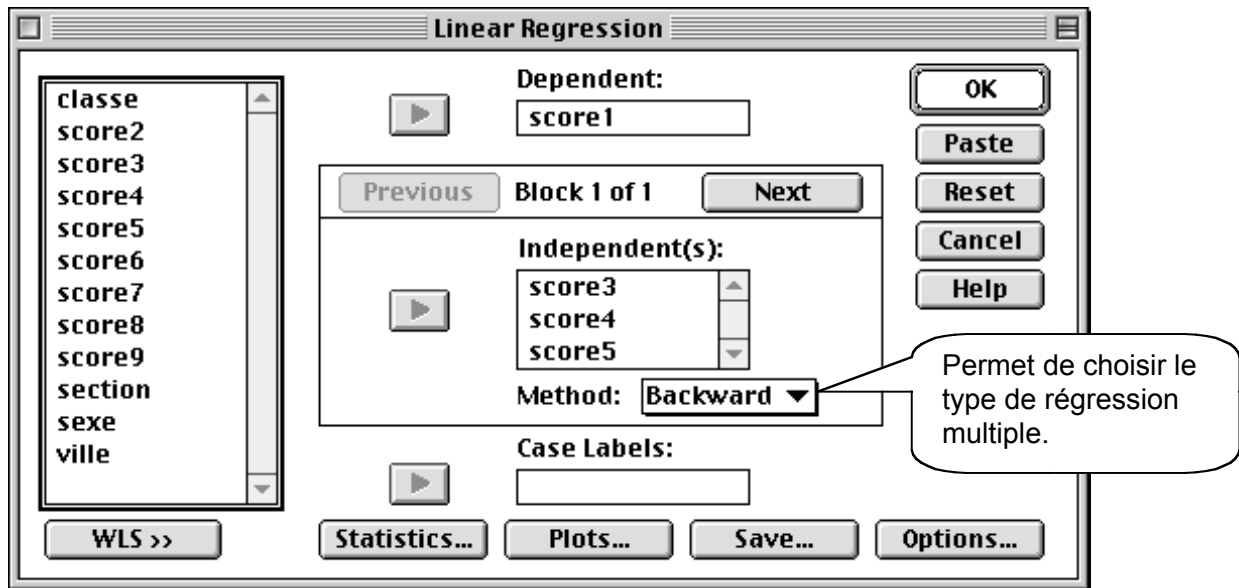 Linear Regression
classe
score2
score3
score4
score5
score6
score7
score8
score9
section
sexe
ville
WLS >>
Dependent:
score1
Previous
Block 1 of 1
Next
Independent(s):
score3
score4
score5
Method:
Backward
Case Labels:
Statistics...
Plots...
Save...
Options...
OK
Paste
Reset
Cancel
Help
Permet de choisir le
type de régression
multiple.